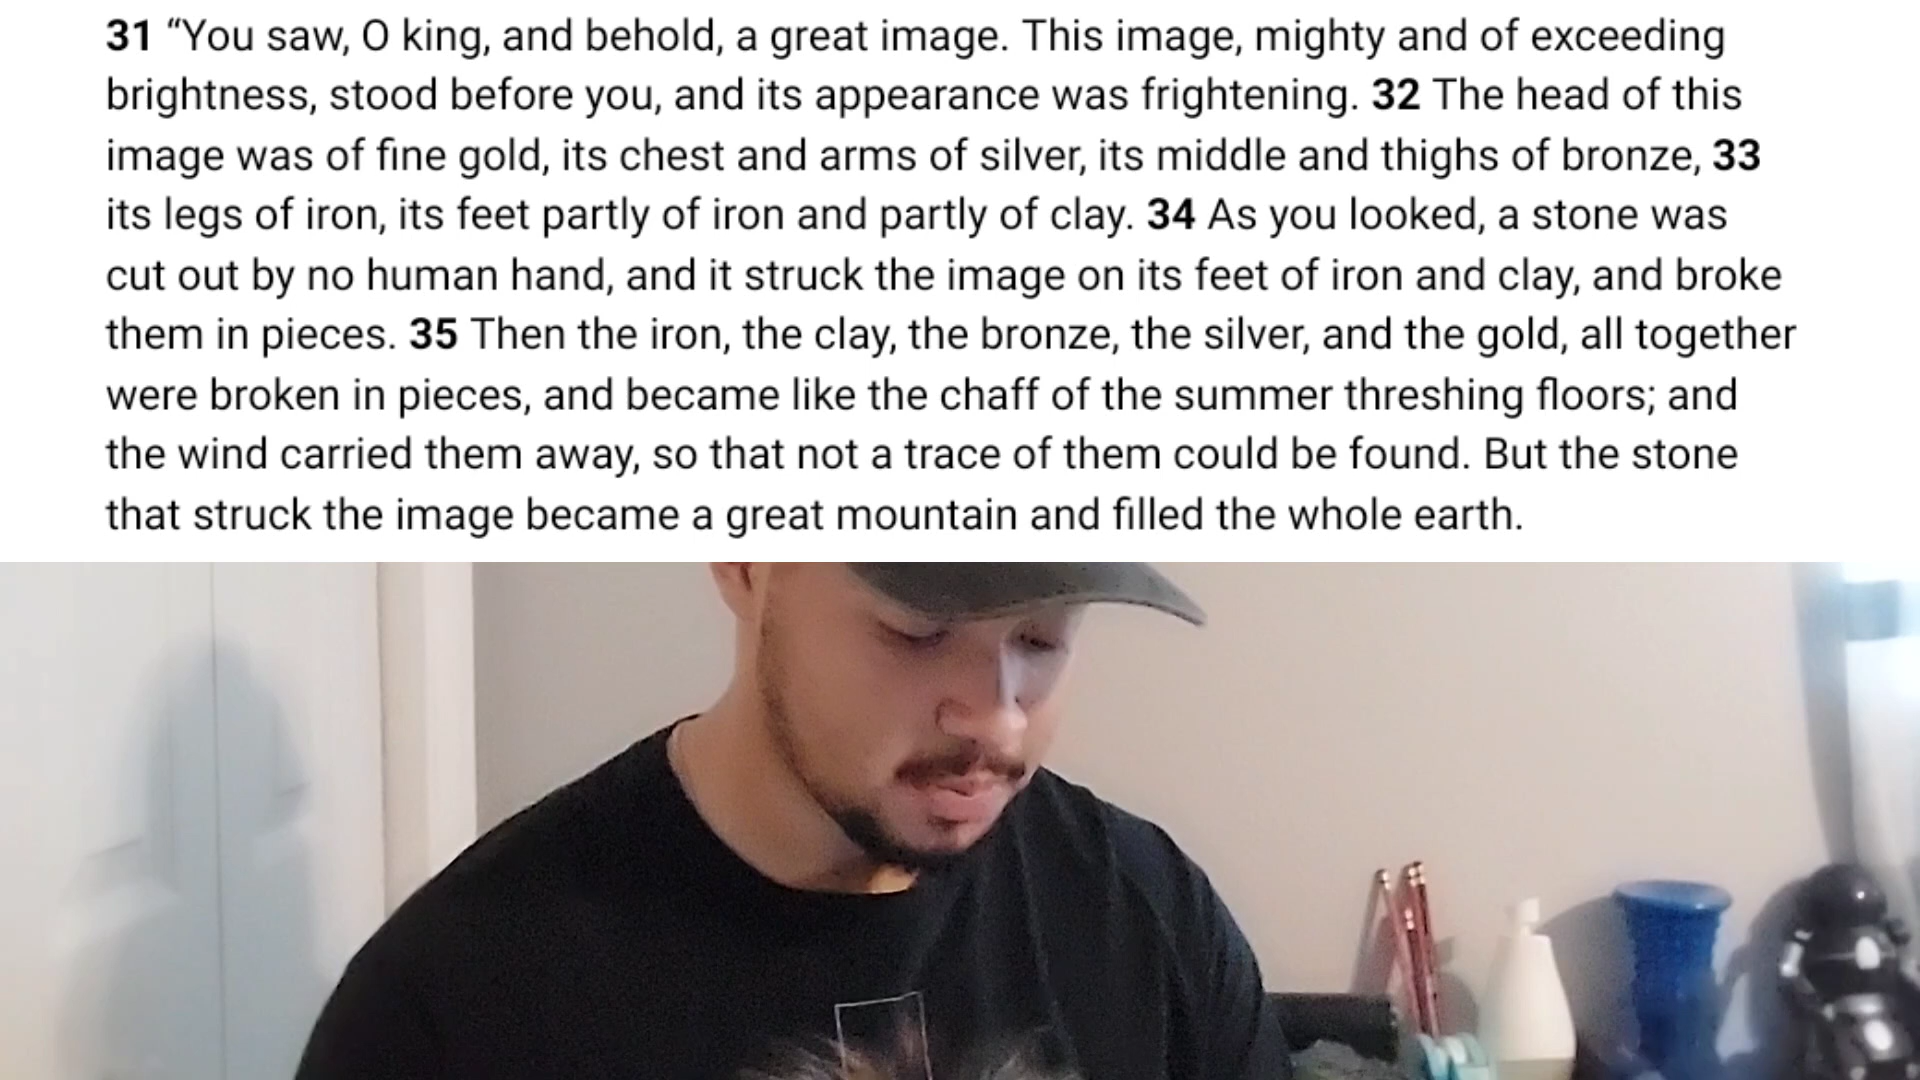 31 “You saw, O king, and behold, a great image. This image, mighty and of exceeding
brightness, stood before you, and its appearance was frightening. 32 The head of this
image was of fine gold, its chest and arms of silver, its middle and thighs of bronze, 33
its legs of iron, its feet partly of iron and partly of clay. 34 As you looked, a stone was
cut out by no human hand, and it struck the image on its feet of iron and clay, and broke
them in pieces. 35 Then the iron, the clay, the bronze, the silver, and the gold, all together
were broken in pieces, and became like the chaff of the summer threshing floors; and
the wind carried them away, so that not a trace of them could be found. But the stone
that struck the image became a great mountain and filled the whole earth.